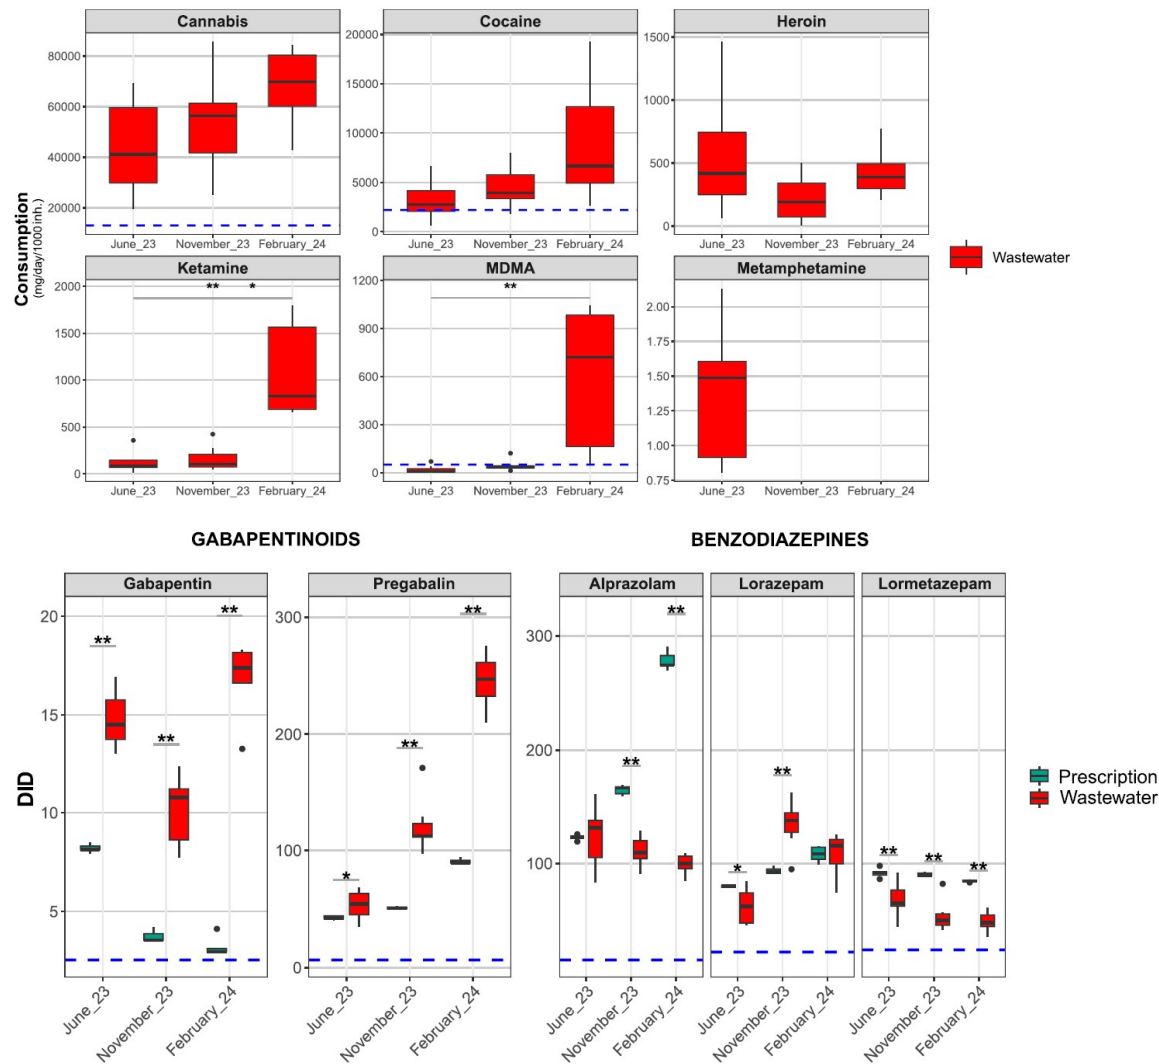 Cannabis
Cocaine
Heroin
Consumption
(mg/day/1000 inh.)
80000
60000
40000
20000
20000
15000
10000
5000
0
1500
1000
500
0
June_23 November_23 February_24
June_23 November_23 February_24
June_23 November_23 February_24
Wastewater
Ketamine
MDMA
Metamphetamine
2000
1500
1000
500
0
** *
1200
900
600
300
0
**
2.00
1.75
1.50
1.25
1.00
0.75
June_23 November_23 February_24
June_23 November_23 February_24
June_23 November_23 February_24
GABAPENTINOIDS
BENZODIAZEPINES
Gabapentin
Pregabalin
Alprazolam
Lorazepam
Lormetazepam
DID
20
15
10
5
** ** **
300
200
100
0
* ** **
300
200
100
** **
* **
** ** **
Prescription
Wastewater
June_23
November_23
February_24
June_23
November_23
February_24
June_23
November_23
February_24
June_23
November_23
February_24
June_23
November_23
February_24